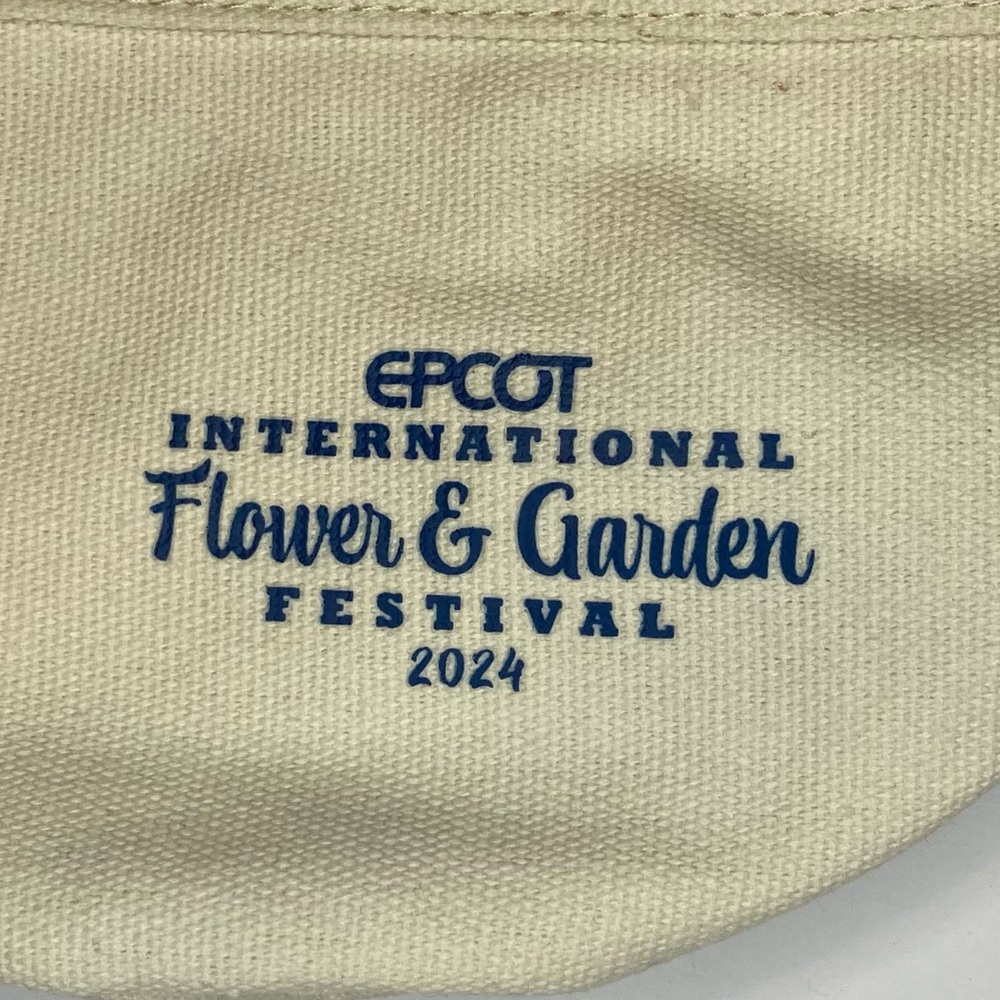 EPCOT
INTERNATIONAL
Flower & Garden
FESTIVAL
2024